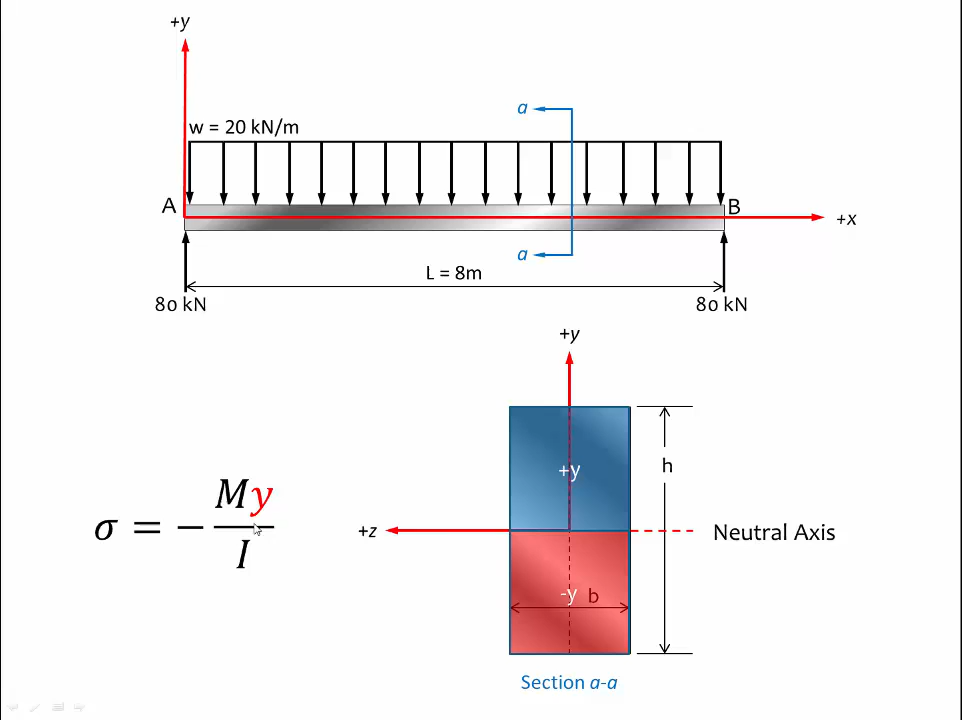 +y
a
w = 20 kN/m
A
B
+x
a
L = 8m
80 kN
80 kN
+y
+y
h
σ = − My / I
+z
Neutral Axis
-y
b
Section a-a